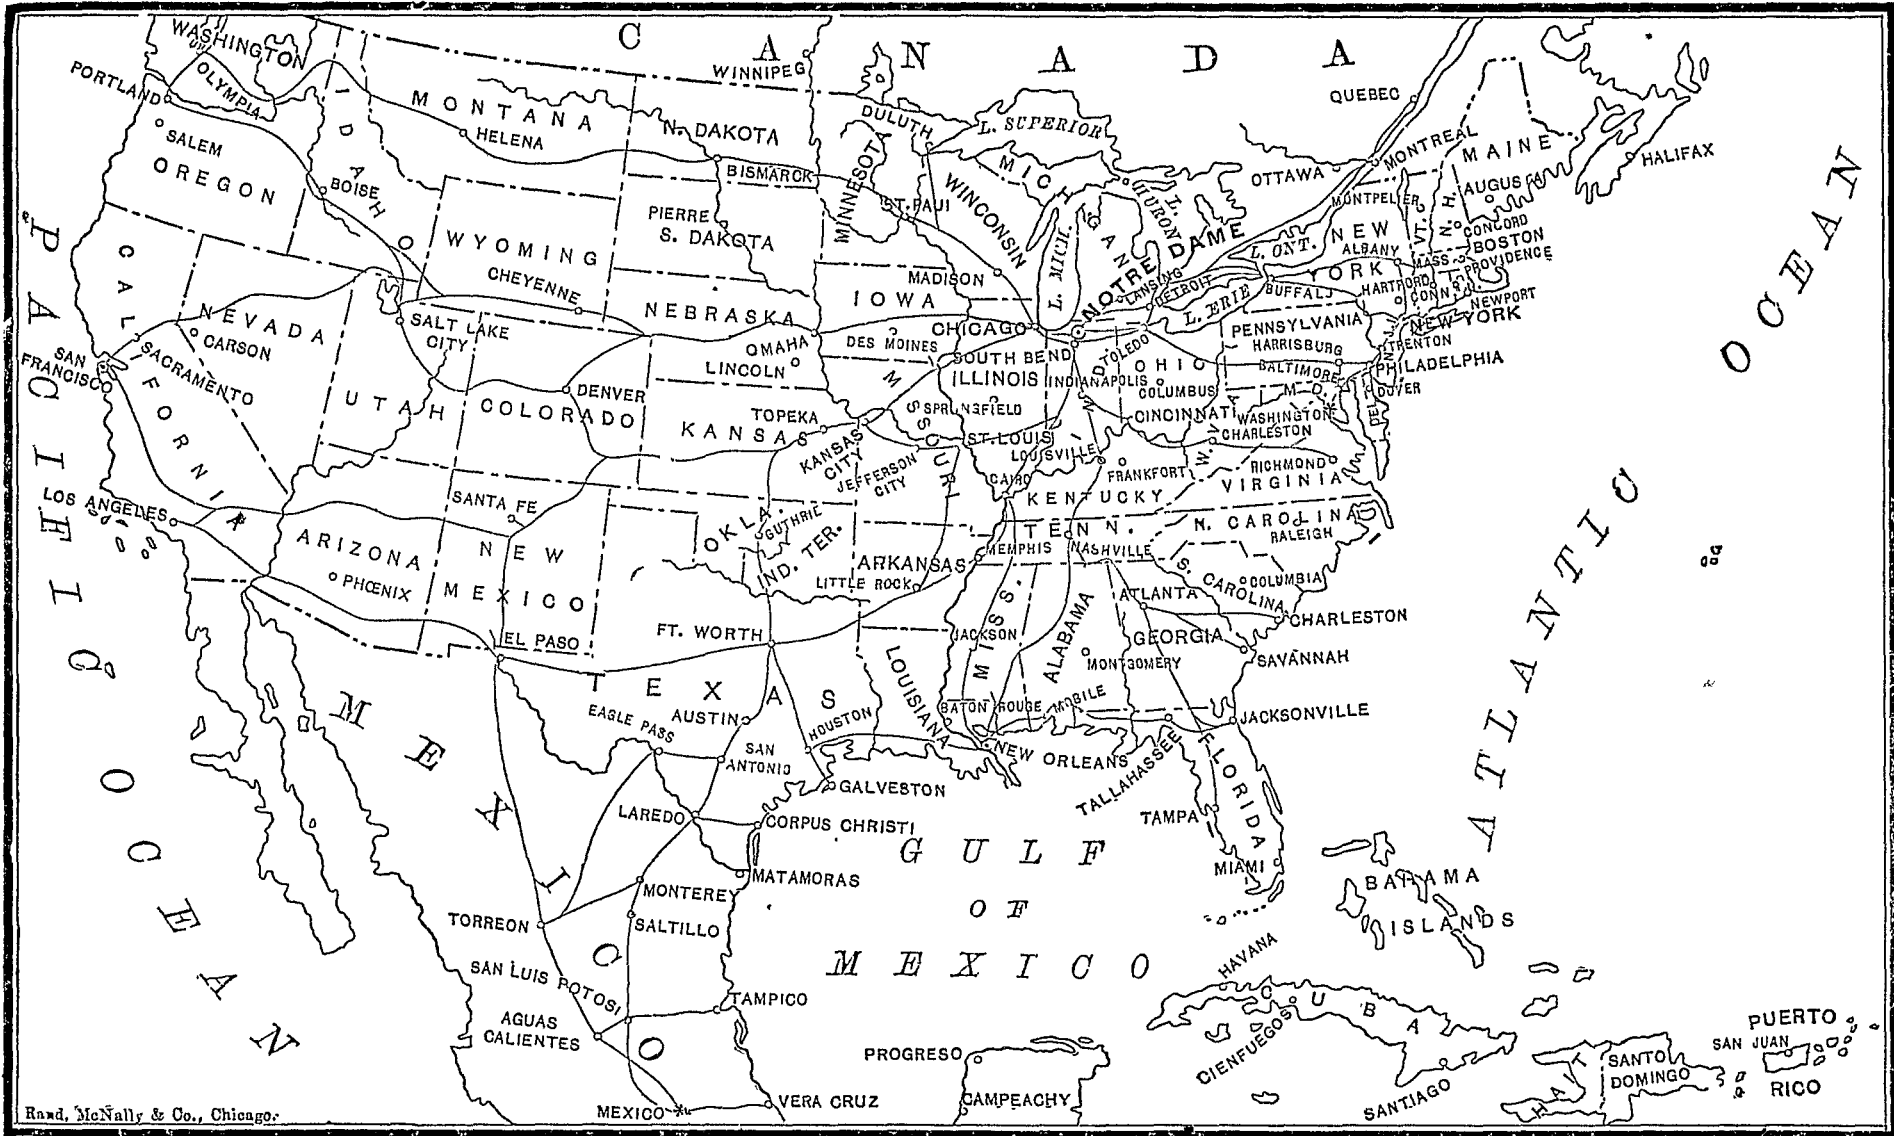 CANADA
WASHINGTON
OLYMPIA
PORTLAND
SALEM
OREGON
IDAHO
BOISE
MONTANA
HELENA
N. DAKOTA
BISMARCK
WINNIPEG
DULUTH
MINNESOTA
ST. PAUL
L. SUPERIOR
MICHIGAN
WINCONSIN
L. MICH.
L. HURON
NOTRE DAME
LANSING
DETROIT
L. ERIE
L. ONT.
QUEBEC
MONTREAL
OTTAWA
MAINE
AUGUSTA
HALIFAX
MONTPELIER
VT.
N. H.
CONCORD
BOSTON
MASS
PROVIDENCE
NEW YORK
ALBANY
BUFFALO
HARTFORD
CONN.
R. I.
NEWPORT
NEW YORK
N. J.
TRENTON
PENNSYLVANIA
HARRISBURG
PHILADELPHIA
BALTIMORE
M D.
DOVER
DEL.
WASHINGTON
CHARLESTON
W. VA
RICHMOND
VIRGINIA
PIERRE
S. DAKOTA
WYOMING
CHEYENNE
NEBRASKA
OMAHA
LINCOLN
IOWA
DES MOINES
MADISON
CHICAGO
SOUTH BEND
TOLEDO
OHIO
COLUMBUS
CINCINNATI
IND.
INDIANAPOLIS
ILLINOIS
SPRINGFIELD
ST. LOUIS
CAIRO
LOUISVILLE
FRANKFORT
KENTUCKY
CALIFORNIA
SACRAMENTO
SAN
FRANCISCO
LOS ANGELES
NEVADA
CARSON
SALT LAKE
CITY
UTAH
COLORADO
DENVER
KANSAS
TOPEKA
KANSAS
CITY
MISSOURI
JEFFERSON
CITY
ARIZONA
PHŒNIX
NEW
MEXICO
SANTA FE
EL PASO
OKLA.
GUTHRIE
IND. TER.
ARKANSAS
LITTLE ROCK
TENN.
MEMPHIS
NASHVILLE
N. CAROLINA
RALEIGH
S. CAROLINA
COLUMBIA
CHARLESTON
ATLANTA
GEORGIA
SAVANNAH
ALABAMA
MONTGOMERY
MOBILE
MISS.
JACKSON
LOUISIANA
BATON ROUGE
NEW ORLEANS
TEXAS
FT. WORTH
AUSTIN
EAGLE PASS
SAN
ANTONIO
HOUSTON
GALVESTON
LAREDO
CORPUS CHRISTI
FLORIDA
JACKSONVILLE
TALLAHASSEE
TAMPA
MIAMI
PACIFIC OCEAN
ATLANTIC OCEAN
GULF
OF
MEXICO
MEXICO
MATAMORAS
MONTEREY
SALTILLO
TORREON
SAN LUIS POTOSI
TAMPICO
AGUAS
CALIENTES
MEXICO
VERA CRUZ
PROGRESO
CAMPEACHY
BAHAMA
ISLANDS
HAVANA
CUBA
CIENFUEGOS
SANTIAGO
HAITI
SANTO
DOMINGO
PUERTO
SAN JUAN
RICO
Rand, McNally & Co., Chicago.